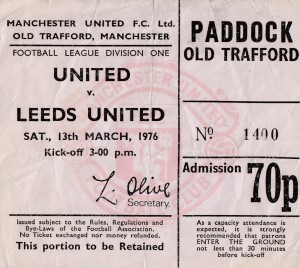 MANCHESTER UNITED F.C. Ltd.
OLD TRAFFORD, MANCHESTER
FOOTBALL LEAGUE DIVISION ONE
UNITED
v.
LEEDS UNITED
SAT., 13th MARCH, 1976
Kick-off 3-00 p.m.
L. Olive
Secretary.
Issued subject to the Rules, Regulations and
Bye-Laws of the Football Association.
No Ticket exchanged nor money refunded.
This portion to be Retained
PADDOCK
OLD TRAFFORD
No 1400
Admission 70p
As a capacity attendance is
expected, it is strongly
recommended that patrons
ENTER THE GROUND
not less than 30 minutes
before kick-off
MANCHESTER UNITED
CLUB